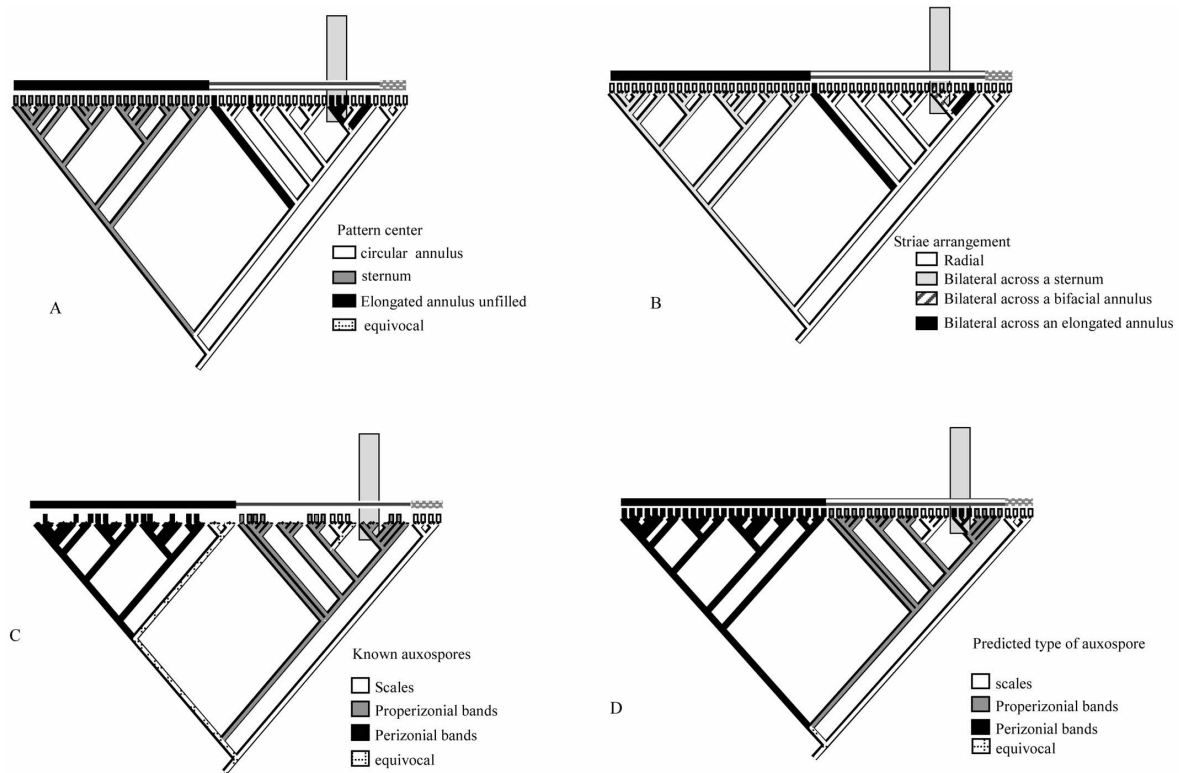 Pattern center
circular annulus
sternum
Elongated annulus unfilled
equivocal
A
Striae arrangement
Radial
Bilateral across a sternum
Bilateral across a bifacial annulus
Bilateral across an elongated annulus
B
Known auxospores
Scales
Properizonial bands
Perizonial bands
equivocal
C
Predicted type of auxospore
scales
Properizonial bands
Perizonial bands
equivocal
D